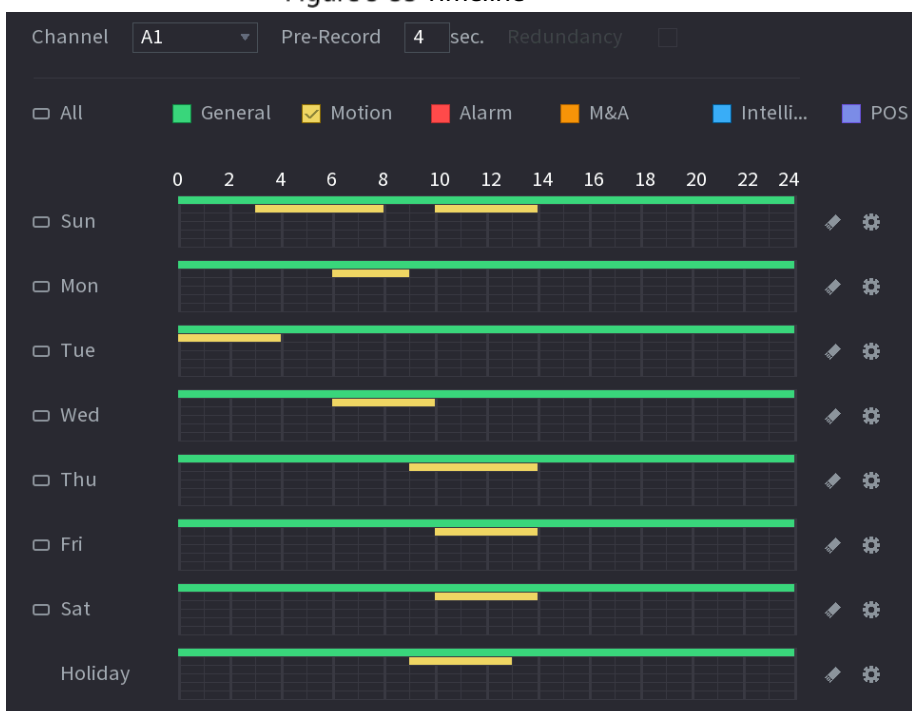 Timeline
Channel A1 Pre-Record 4 sec. Redundancy
All General Motion Alarm M&A Intelli... POS
0 2 4 6 8 10 12 14 16 18 20 22 24
Sun
Mon
Tue
Wed
Thu
Fri
Sat
Holiday